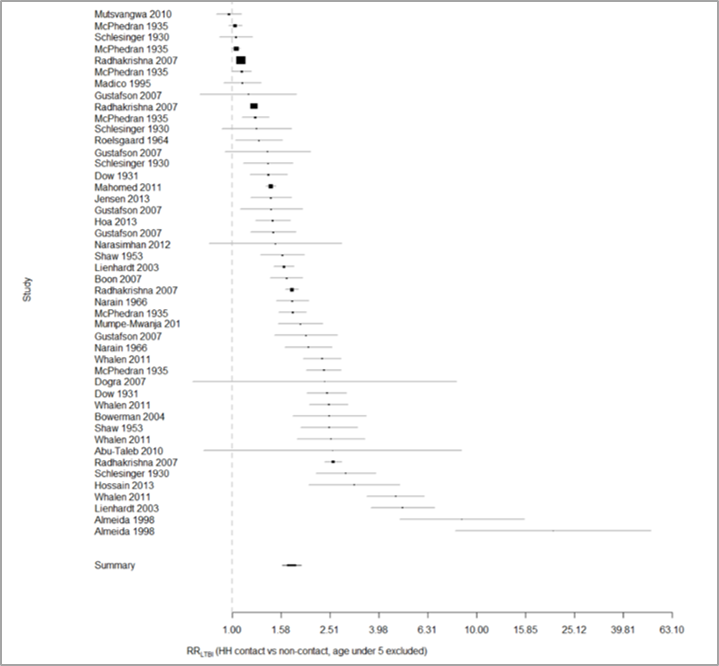 Mutsvangwa 2010
McPhedran 1935
Schlesinger 1930
McPhedran 1935
Radhakrishna 2007
McPhedran 1935
Madico 1995
Gustafson 2007
Radhakrishna 2007
McPhedran 1935
Schlesinger 1930
Roelsgaard 1964
Gustafson 2007
Schlesinger 1930
Dow 1931
Mahomed 2011
Jensen 2013
Gustafson 2007
Hoa 2013
Gustafson 2007
Narasimhan 2012
Shaw 1953
Lienhardt 2003
Boon 2007
Radhakrishna 2007
Narain 1966
McPhedran 1935
Mumpe-Mwanja 201
Gustafson 2007
Narain 1966
Whalen 2011
McPhedran 1935
Dogra 2007
Dow 1931
Whalen 2011
Bowerman 2004
Shaw 1953
Whalen 2011
Abu-Taleb 2010
Radhakrishna 2007
Schlesinger 1930
Hossain 2013
Whalen 2011
Lienhardt 2003
Almeida 1998
Almeida 1998
Summary
Study
1.00 1.58 2.51 3.98 6.31 10.00 15.85 25.12 39.81 63.10
RR LTBI (HH contact vs non-contact, age under 5 excluded)